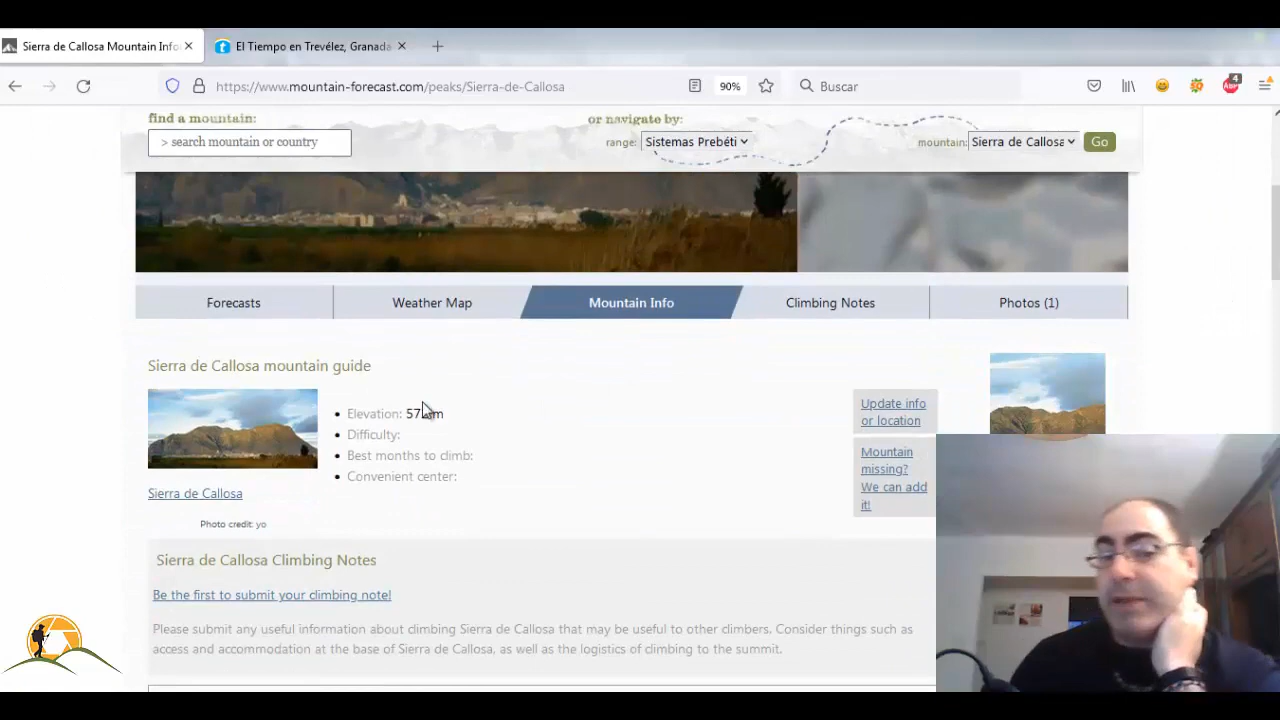 Sierra de Callosa Mountain Info
El Tiempo en Trevélez, Granada
https://www.mountain-forecast.com/peaks/Sierra-de-Callosa
90%
Buscar
4
ABP
find a mountain:
or navigate by:
> search mountain or country
range:
Sistemas Prebéti
mountain:
Sierra de Callosa
Go
Forecasts
Weather Map
Mountain Info
Climbing Notes
Photos (1)
Sierra de Callosa mountain guide
Elevation: m
Difficulty:
Best months to climb:
Convenient center:
Update info
or location
Mountain
missing?
We can add
it!
Sierra de Callosa
Photo credit: yo
Sierra de Callosa Climbing Notes
Be the first to submit your climbing note!
Please submit any useful information about climbing Sierra de Callosa that may be useful to other climbers. Consider things such as
access and accommodation at the base of Sierra de Callosa, as well as the logistics of climbing to the summit.